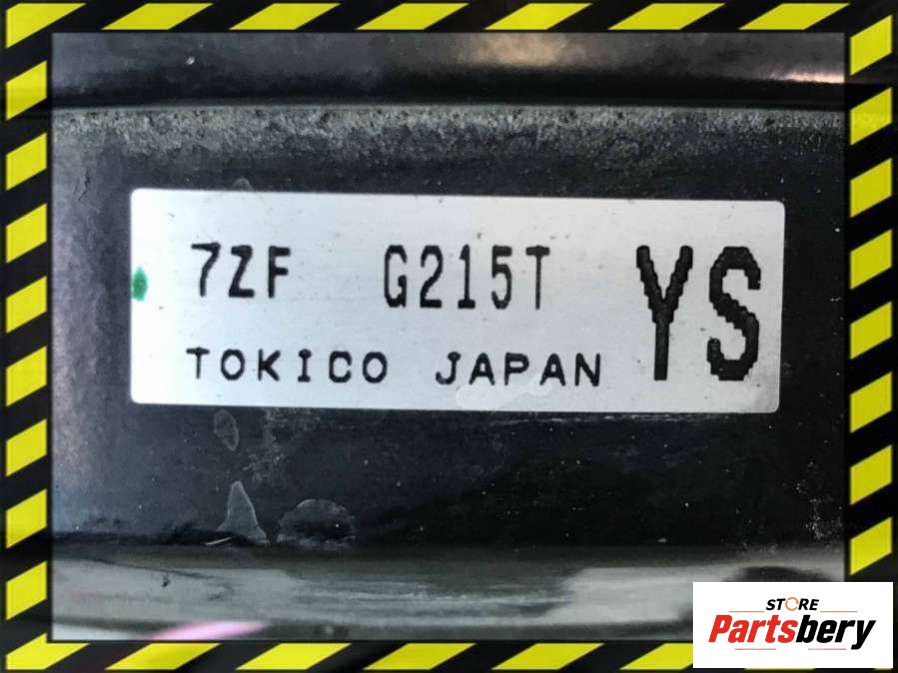 7ZF G215T YS
TOKICO JAPAN
STORE
Partsbery